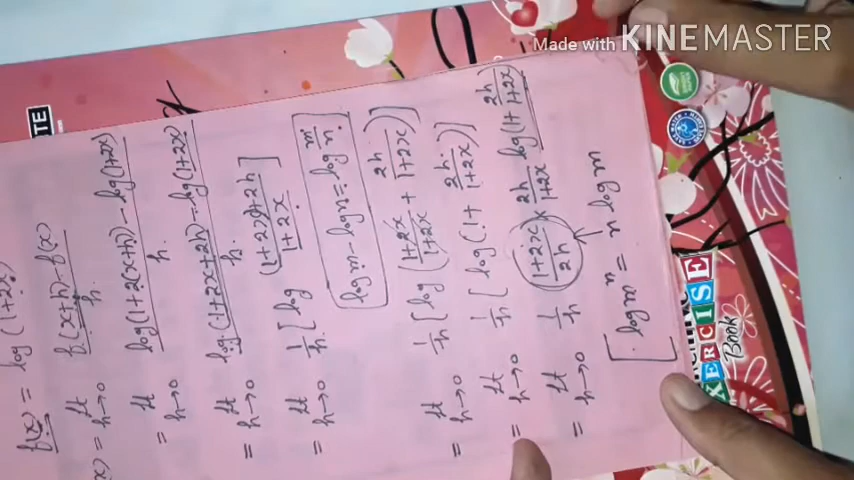 f(x) = log (1+2x)
(x) = lt h→0 f(x+h) - f(x) / h
= lt h→0 log(1+2(x+h)) - log(1+2x) / h.
= lt h→0 log (1+2x+2h) - log(1+2x) / h.
= lt h→0 1/h [ log (1+2x)+2h / 1+2x ]
log m - log n = log m/n.
= lt h→0 1/h [ log ( 1+2x / 1+2x + 2h / 1+2x ) ]
= lt h→0 1/h [ log ( 1 + 2h / 1+2x ) ]
= lt h→0 1/h 1+2x / 2h × 2h / 1+2x log (1 + 2h / 1+2x )
[ log mⁿ = n log m
Made with KINEMASTER
EXERCISE
Book